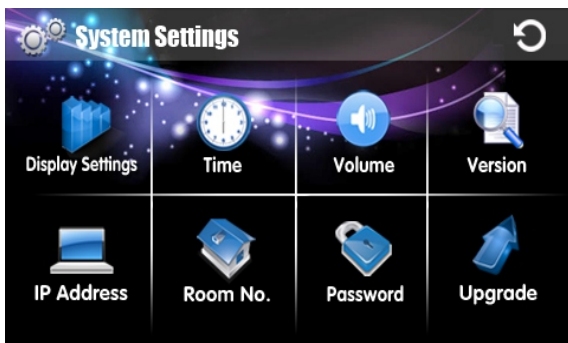 System Settings
Display Settings
Time
Volume
Version
IP Address
Room No.
Password
Upgrade